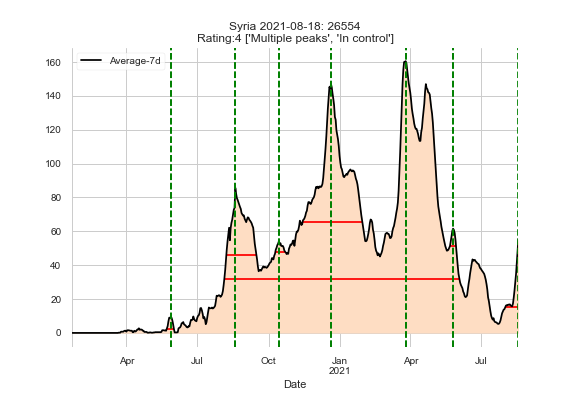 Syria 2021-08-18: 26554
Rating:4 ['Multiple peaks', 'In control']
Average-7d
160
140
120
100
80
60
40
20
0
Apr Jul Oct Jan Apr Jul
2021
Date